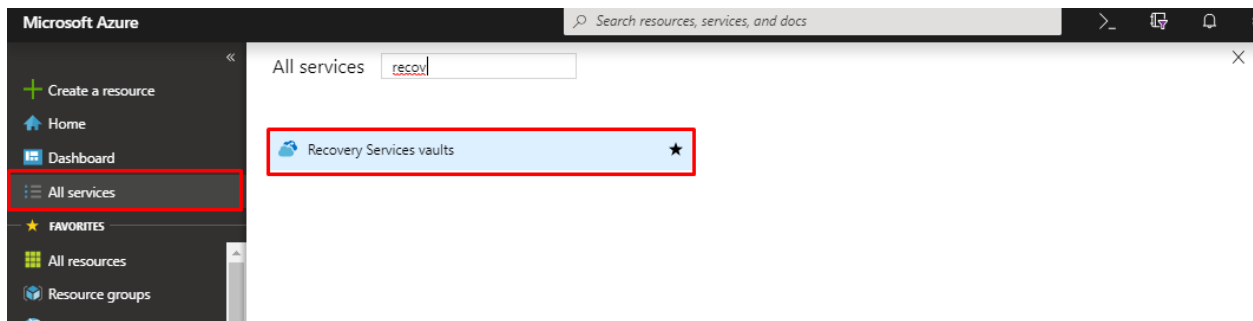 Microsoft Azure
Search resources, services, and docs
>_
«
All services
recov
Create a resource
Home
Dashboard
All services
FAVORITES
All resources
Resource groups
Recovery Services vaults